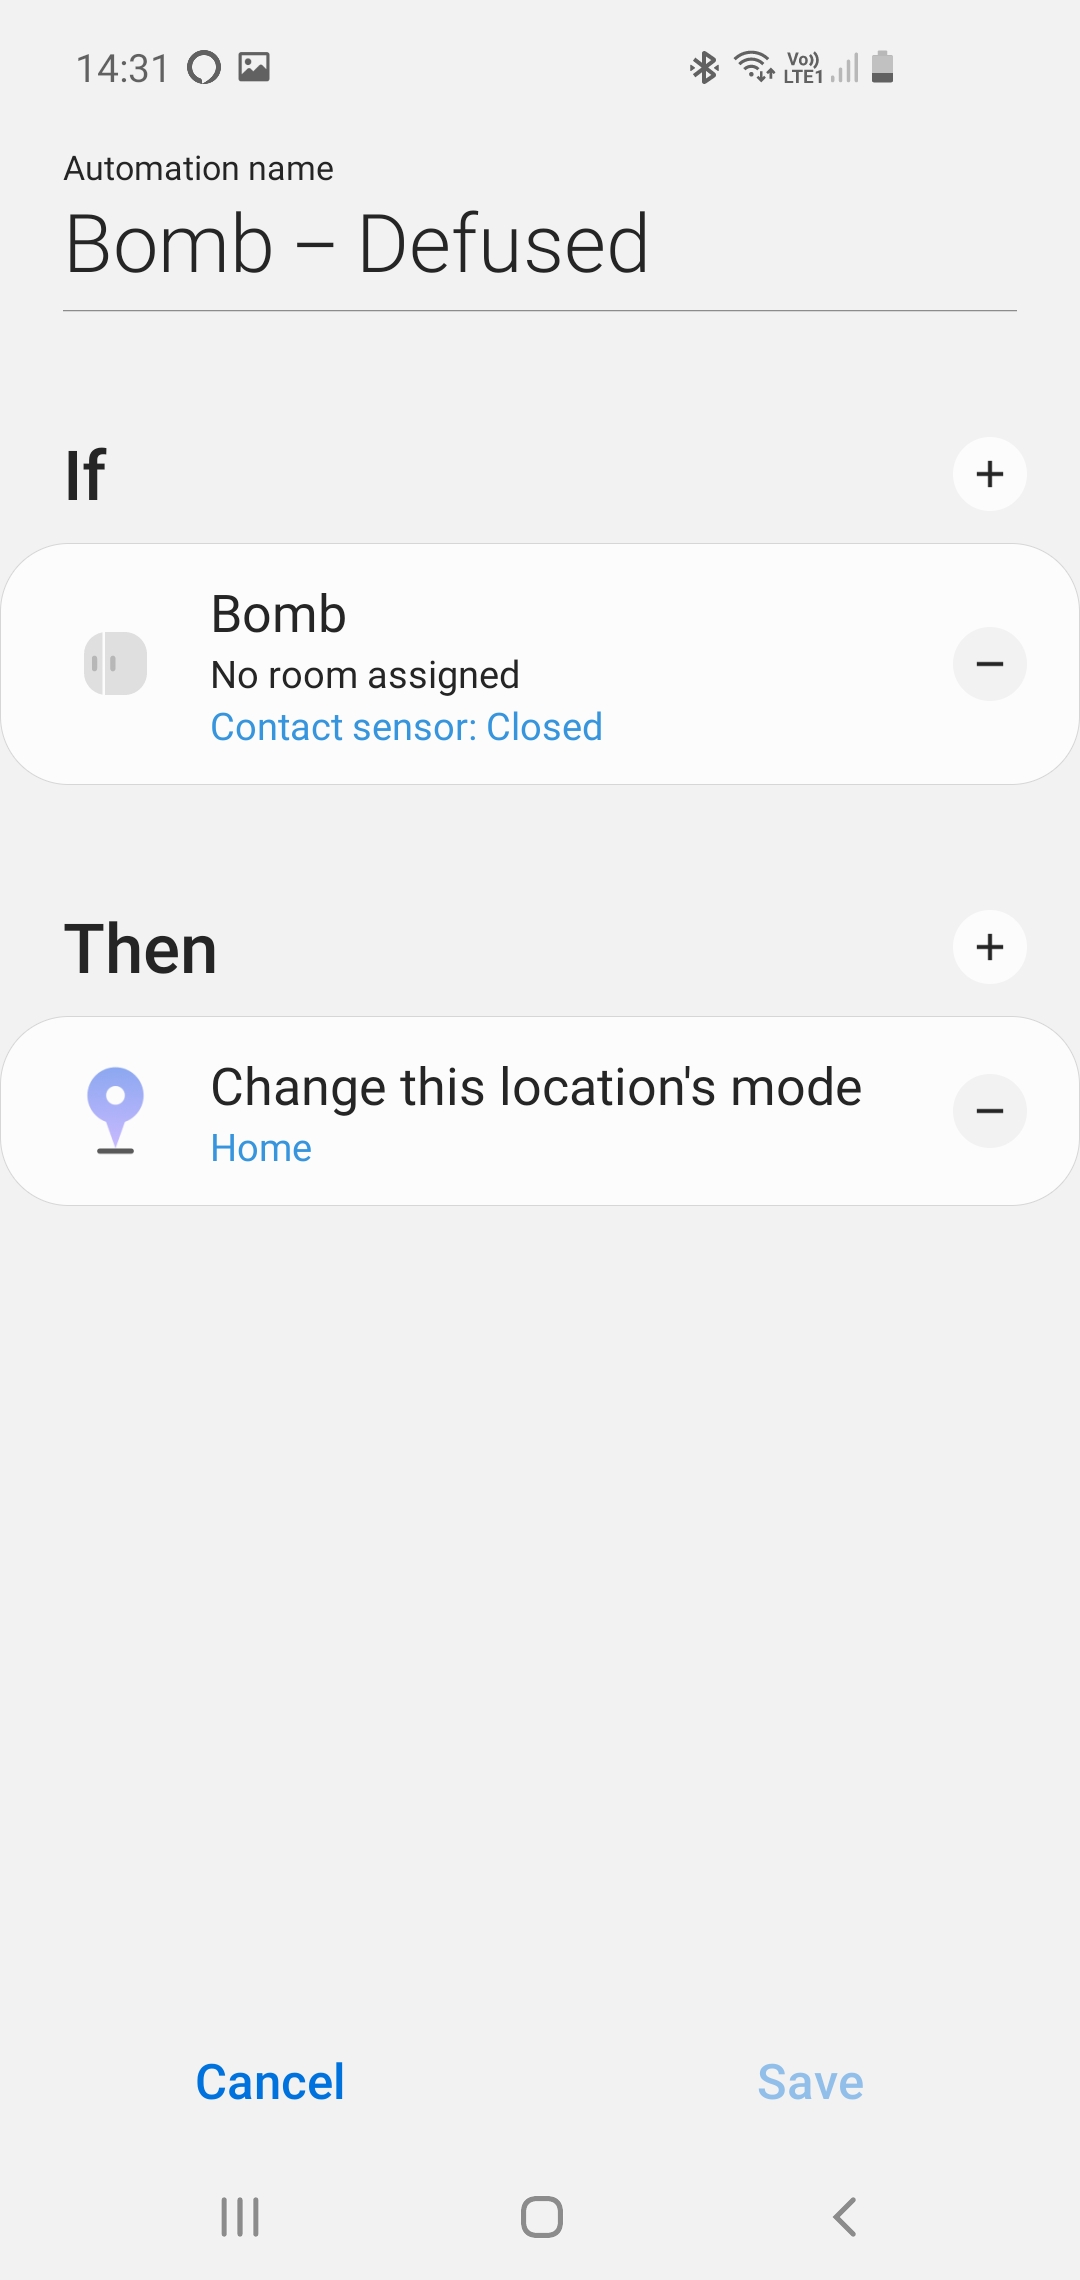 14:31
Vo))
LTE1
Automation name
Bomb – Defused
If
Bomb
No room assigned
Contact sensor: Closed
Then
Change this location's mode
Home
Cancel
Save